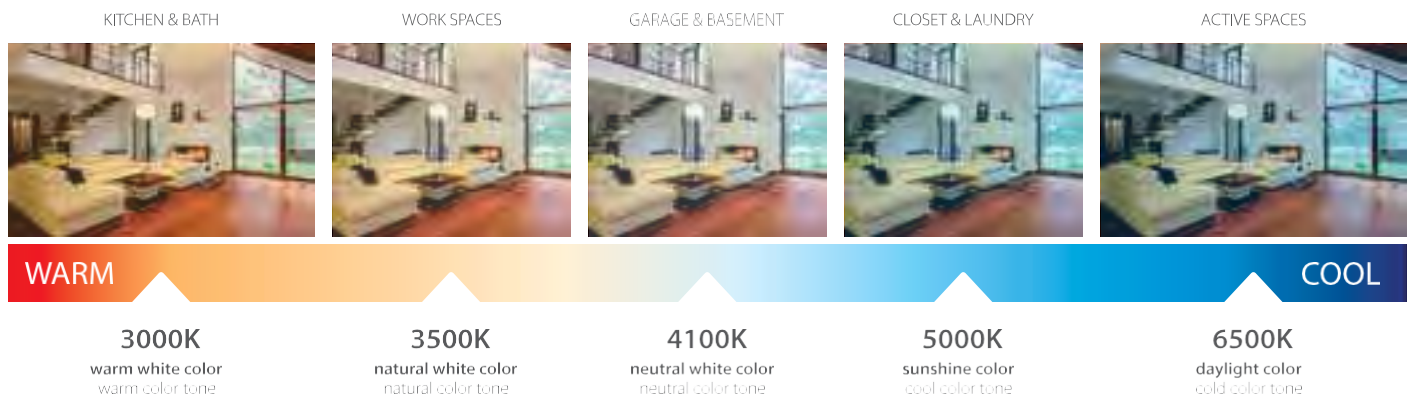 KITCHEN & BATH
WORK SPACES
GARAGE & BASEMENT
CLOSET & LAUNDRY
ACTIVE SPACES
WARM
COOL
3000K
warm white color
warm color tone
3500K
natural white color
natural color tone
4100K
neutral white color
neutral color tone
5000K
sunshine color
cool color tone
6500K
daylight color
cold color tone